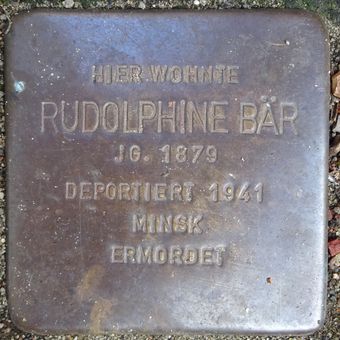 HIER WOHNTE
RUDOLPHINE BÄR
JG. 1879
DEPORTIERT 1941
MINSK
ERMORDET